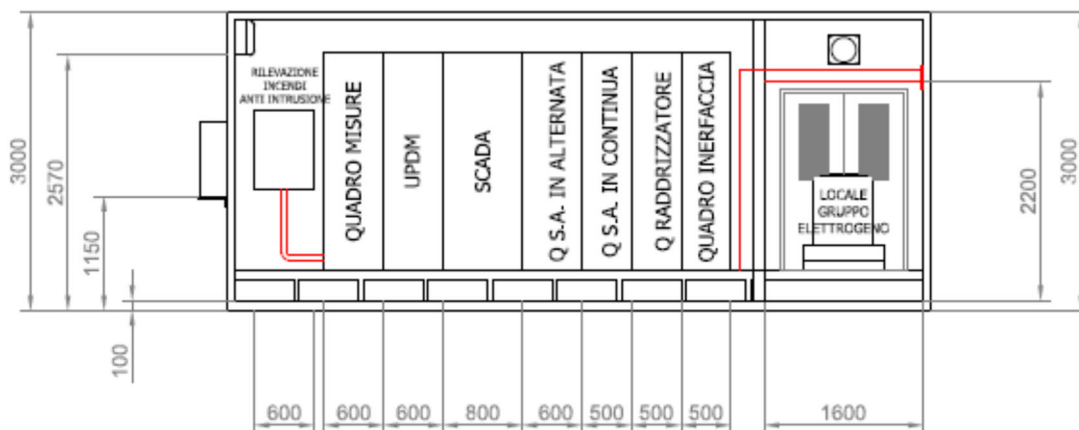 RILEVAZIONE
INCENDI
ANTI INTRUSIONE
QUADRO MISURE
UPDM
SCADA
Q S.A. IN ALTERNATA
Q S.A. IN CONTINUA
Q RADDRIZZATORE
QUADRO INERFACCIA
LOCALE
GRUPPO
ELETTROGENO
3000
2570
1150
100
2200
3000
600
600
600
800
600
500
500
500
1600